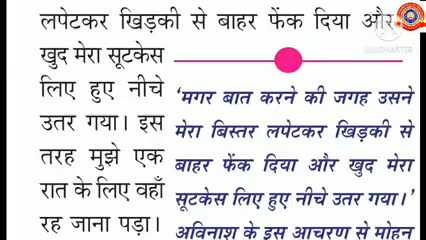 लपेटकर खिड़की से बाहर फेंक दिया और
खुद मेरा सूटकेस
लिए हुए नीचे
उतर गया। इस
तरह मुझे एक
रात के लिए वहाँ
रह जाना पड़ा।
‘मगर बात करने की जगह उसने
मेरा बिस्तर लपेटकर खिड़की से
बाहर फेंक दिया और खुद मेरा
सूटकेस लिए हुए नीचे उतर गया।’
अविनाश के इस आचरण से मोहन